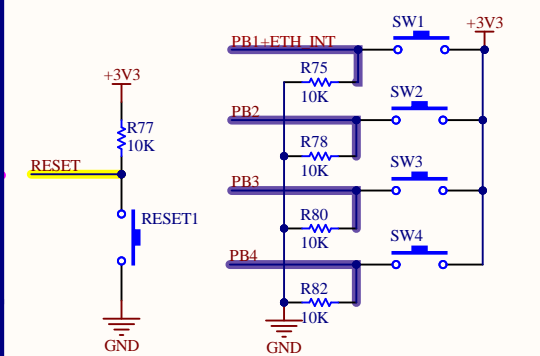 +3V3
R77
10K
RESET
RESET1
GND
SW1
+3V3
PB1+ETH_INT
R75
10K
SW2
PB2
R78
10K
SW3
PB3
R80
10K
SW4
PB4
R82
10K
GND